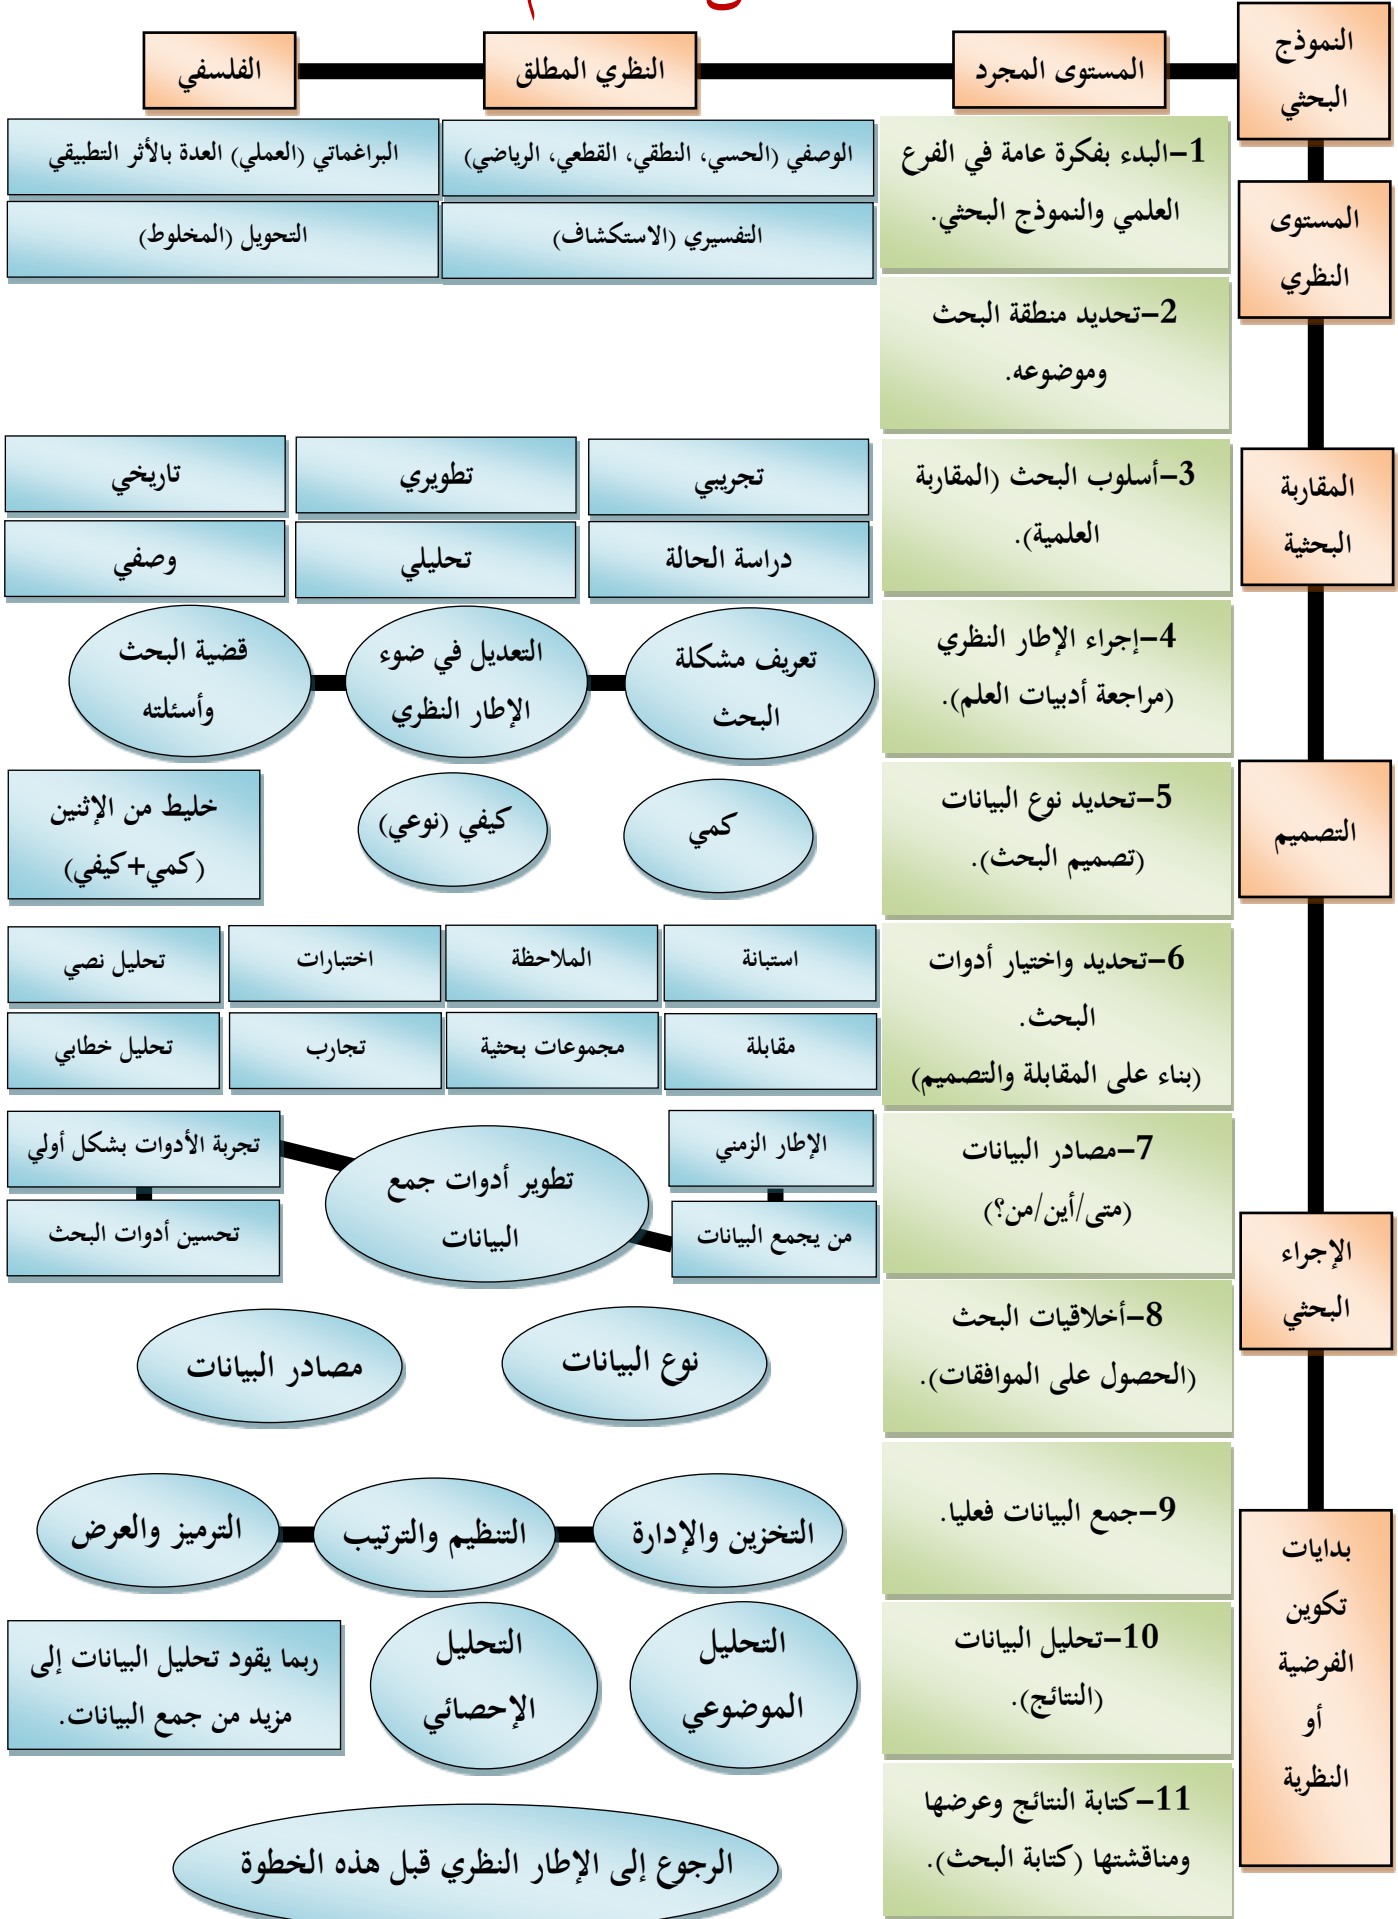 النموذج
البحثي
المستوى المجرد
النظري المطلق
الفلسفي
المستوى
النظري
1–البدء بفكرة عامة في الفرع
العلمي والنموذج البحثي.
الوصفي (الحسي، النطقي، القطعي، الرياضي)
البراغماتي (العملي) العدة بالأثر التطبيقي
التفسيري (الاستكشاف)
التحويل (المخلوط)
2–تحديد منطقة البحث
وموضوعه.
المقاربة
البحثية
3–أسلوب البحث (المقاربة
العلمية).
تجريبي
تطويري
تاريخي
دراسة الحالة
تحليلي
وصفي
4–إجراء الإطار النظري
(مراجعة أدبيات العلم).
تعريف مشكلة
البحث
التعديل في ضوء
الإطار النظري
قضية البحث
وأسئلته
التصميم
5–تحديد نوع البيانات
(تصميم البحث).
كمي
كيفي (نوعي)
خليط من الإثنين
(كمي+كيفي)
6–تحديد واختيار أدوات
البحث.
(بناء على المقابلة والتصميم)
استبانة
الملاحظة
اختبارات
تحليل نصي
مقابلة
مجموعات بحثية
تجارب
تحليل خطابي
الإجراء
البحثي
7–مصادر البيانات
(متى/أين/من؟)
الإطار الزمني
من يجمع البيانات
تطوير أدوات جمع
البيانات
تجربة الأدوات بشكل أولي
تحسين أدوات البحث
8–أخلاقيات البحث
(الحصول على الموافقات).
نوع البيانات
مصادر البيانات
بدايات
تكوين
الفرضية
أو
النظرية
9–جمع البيانات فعليا.
التخزين والإدارة
التنظيم والترتيب
الترميز والعرض
10–تحليل البيانات
(النتائج).
التحليل
الموضوعي
التحليل
الإحصائي
ربما يقود تحليل البيانات إلى
مزيد من جمع البيانات.
11–كتابة النتائج وعرضها
ومناقشتها (كتابة البحث).
الرجوع إلى الإطار النظري قبل هذه الخطوة